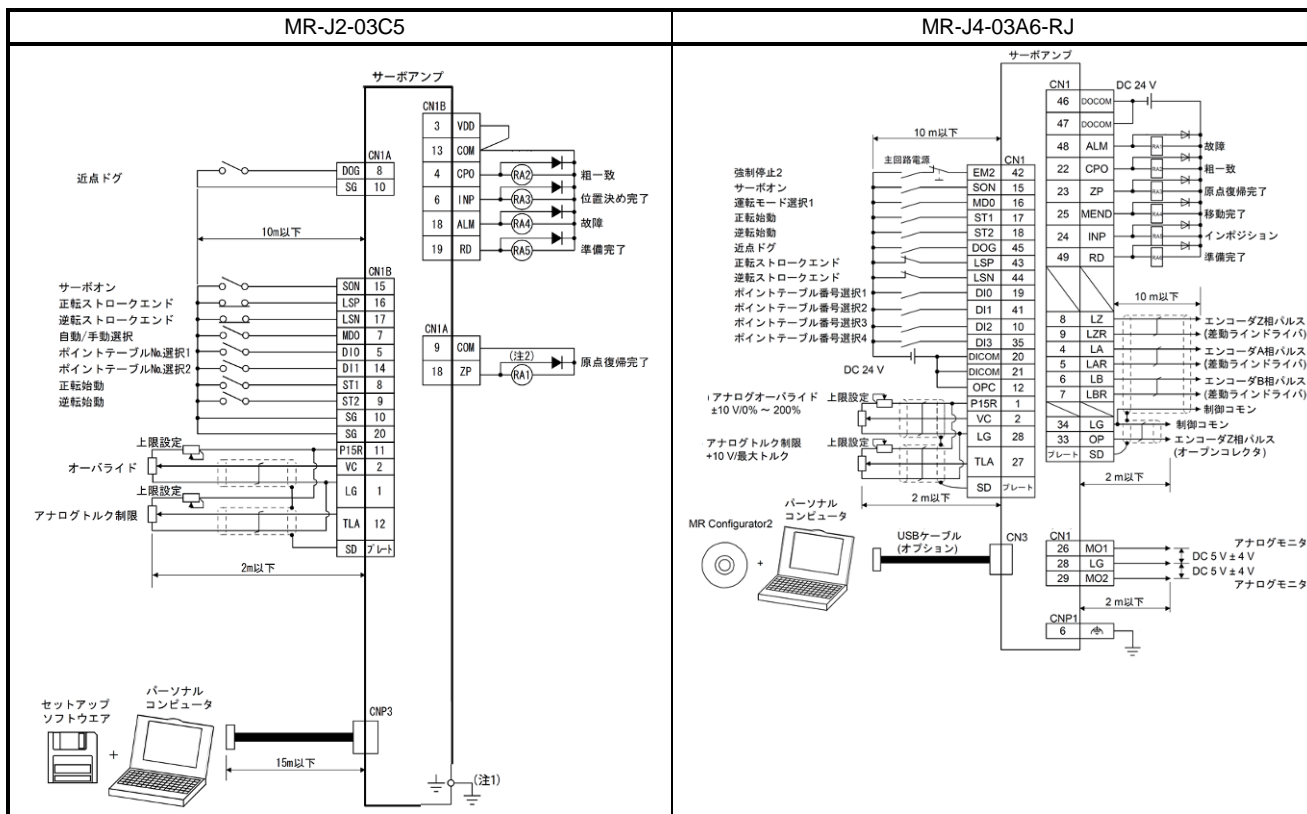 MR-J2-03C5
サーボアンプ
CN1B
3 VDD
13 COM
4 CPO RA2 粗一致
6 INP RA3 位置決め完了
18 ALM RA4 故障
19 RD RA5 準備完了
CN1A
近点ドグ DOG 8
SG 10
10m以下
CN1B
サーボオン SON 15
正転ストロークエンド LSP 16
逆転ストロークエンド LSN 17
自動/手動選択 MDO 7
ポイントテーブル№選択1 DIO 5
ポイントテーブル№選択2 DI1 14
正転始動 ST1 8
逆転始動 ST2 9
SG 10
SG 20
上限設定 P15R 11
オーバライド VC 2
上限設定
LG 1
アナログトルク制限 TLA 12
SD プレート
2m以下
CN1A
9 COM
18 ZP (注2) RA1 原点復帰完了
セットアップ
ソフトウエア
+
パーソナル
コンピュータ
CNP3
15m以下
(注1)
MR-J4-03A6-RJ
サーボアンプ
CN1 DC 24 V
46 DOCOM
47 DOCOM
48 ALM RA1 故障
22 CPO RA2 粗一致
23 ZP RA3 原点復帰完了
25 MEND RA4 移動完了
24 INP RA5 インポジション
49 RD RA6 準備完了
10 m以下
8 LZ エンコーダZ相パルス
9 LZR (差動ラインドライバ)
4 LA エンコーダA相パルス
5 LAR (差動ラインドライバ)
6 LB エンコーダB相パルス
7 LBR (差動ラインドライバ)
制御コモン
34 LG 制御コモン
33 OP エンコーダZ相パルス
プレート SD (オープンコレクタ)
2 m以下
10 m以下
主回路電源 CN1
強制停止2 EM2 42
サーボオン SON 15
運転モード選択1 MD0 16
正転始動 ST1 17
逆転始動 ST2 18
近点ドグ DOG 45
正転ストロークエンド LSP 43
逆転ストロークエンド LSN 44
ポイントテーブル番号選択1 DI0 19
ポイントテーブル番号選択2 DI1 41
ポイントテーブル番号選択3 DI2 10
ポイントテーブル番号選択4 DI3 35
DICOM 20
DC 24 V DICOM 21
OPC 12
アナログオーバライド 上限設定 P15R 1
±10 V/0% ～ 200% VC 2
LG 28
アナログトルク制限 上限設定
+10 V/最大トルク TLA 27
SD プレート
2 m以下
MR Configurator2
+
パーソナル
コンピュータ
USBケーブル
(オプション)
CN3
CN1
26 MO1 アナログモニタ
DC 5 V ± 4 V
28 LG
DC 5 V ± 4 V
29 MO2 アナログモニタ
2 m以下
CNP1
6